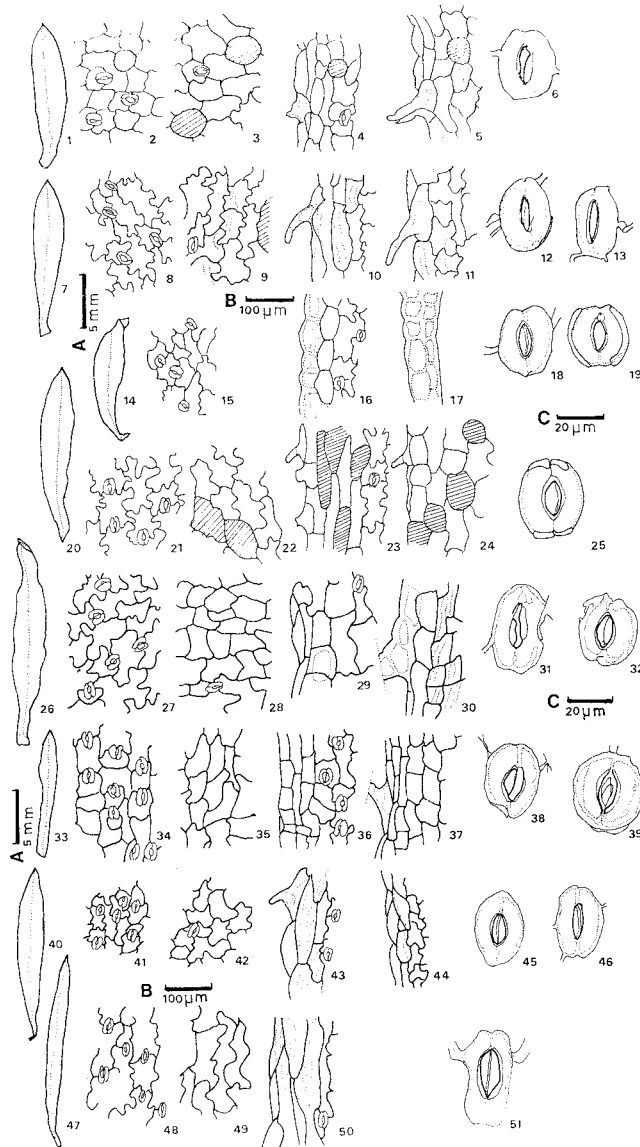 1 2 3 4 5 6
7 8 9 10 11 12 13
A 5 mm
B 100 µm
14 15 16 17 18 19
C 20 µm
20 21 22 23 24 25
26 27 28 29 30 31 32
C 20 µm
33 34 35 36 37 38 39
A 5 mm
40 41 42 43 44 45 46
B 100 µm
47 48 49 50 51